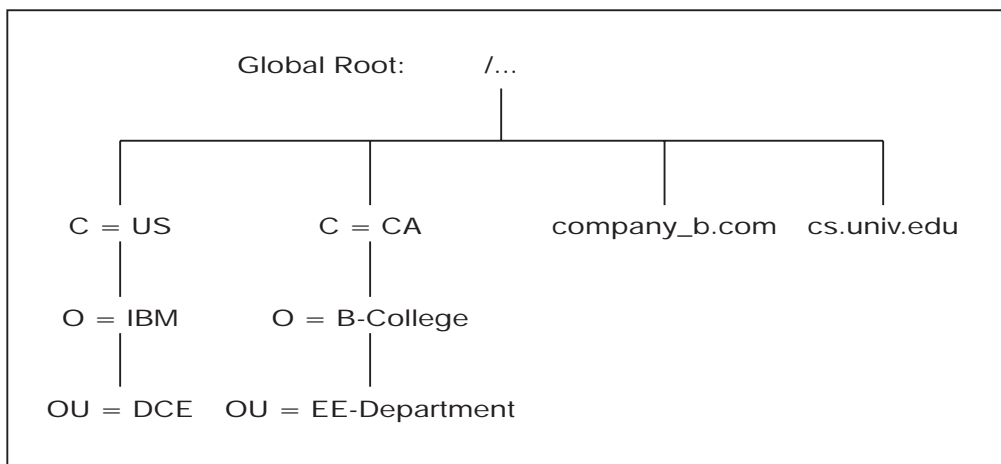 Global Root: /...
C = US C = CA company_b.com cs.univ.edu
O = IBM O = B-College
OU = DCE OU = EE-Department